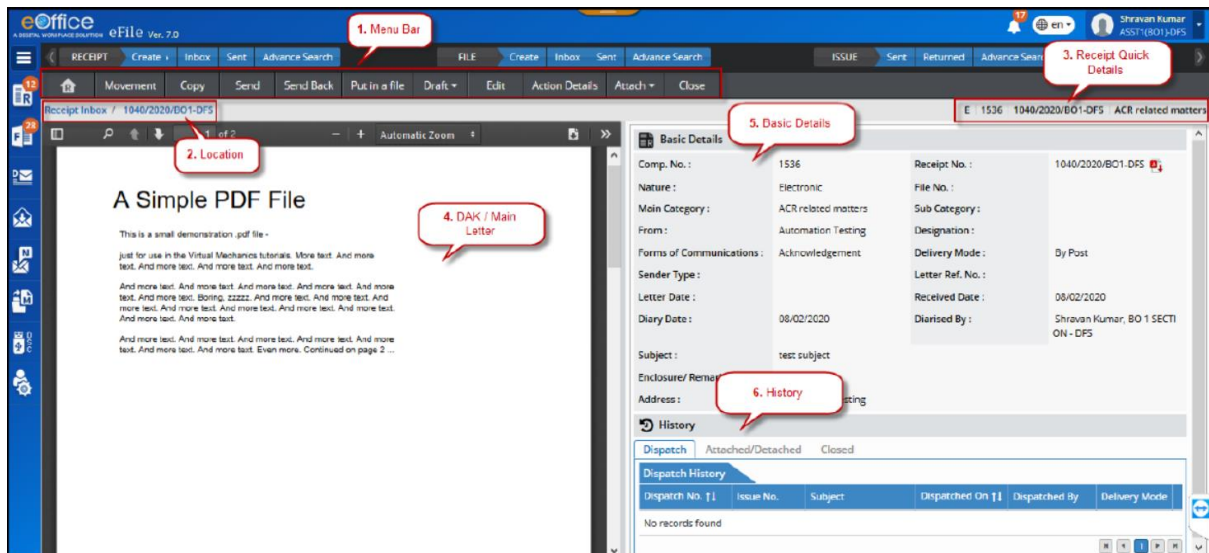 eOffice
A DIGITAL WORKPLACE SOLUTION eFile Ver. 7.0
1. Menu Bar
17
en
Shravan Kumar
ASST1(BO1)-DFS
RECEIPT Create Inbox Sent Advance Search
FILE Create Inbox Sent Advance Search
ISSUE Sent Returned Advance Sear
3. Receipt Quick
Details
12
R
Movement Copy Send Send Back Put in a file Draft Edit Action Details Attach Close
Receipt Inbox / 1040/2020/BO1-DFS
E 1536 1040/2020/BO1-DFS ACR related matters
28
F
1 of 2
Automatic Zoom
2. Location
5. Basic Details
Basic Details
Comp. No. : 1536 Receipt No. : 1040/2020/BO1-DFS
Nature : Electronic File No. :
Main Category : ACR related matters Sub Category :
From : Automation Testing Designation :
Forms of Communications : Acknowledgement Delivery Mode : By Post
Sender Type : Letter Ref. No. :
Letter Date : Received Date : 08/02/2020
Diary Date : 08/02/2020 Diarised By : Shravan Kumar, BO 1 SECTI
ON - DFS
Subject : test subject
Enclosure/ Remar
Address : sting
6. History
History
Dispatch Attached/Detached Closed
Dispatch History
Dispatch No. Issue No. Subject Dispatched On Dispatched By Delivery Mode
No records found
1
A Simple PDF File
4. DAK / Main
Letter
This is a small demonstration .pdf file -
just for use in the Virtual Mechanics tutorials. More text. And more
text. And more text. And more text. And more text.
And more text. And more text. And more text. And more text. And more
text. And more text. Boring, zzzzz. And more text. And more text. And
more text. And more text. And more text. And more text. And more text.
And more text. And more text.
And more text. And more text. And more text. And more text. And more
text. And more text. And more text. Even more. Continued on page 2 ...
D
N
M
DSC